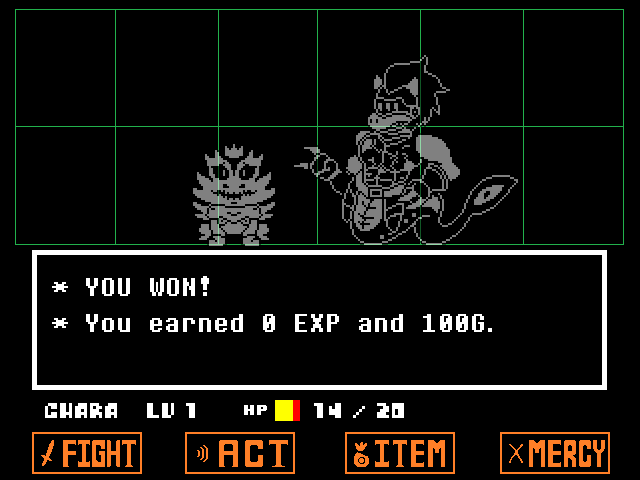 * YOU WON!
* You earned 0 EXP and 100G.
CHARA LV 1 HP 14 / 20
FIGHT ACT ITEM MERCY